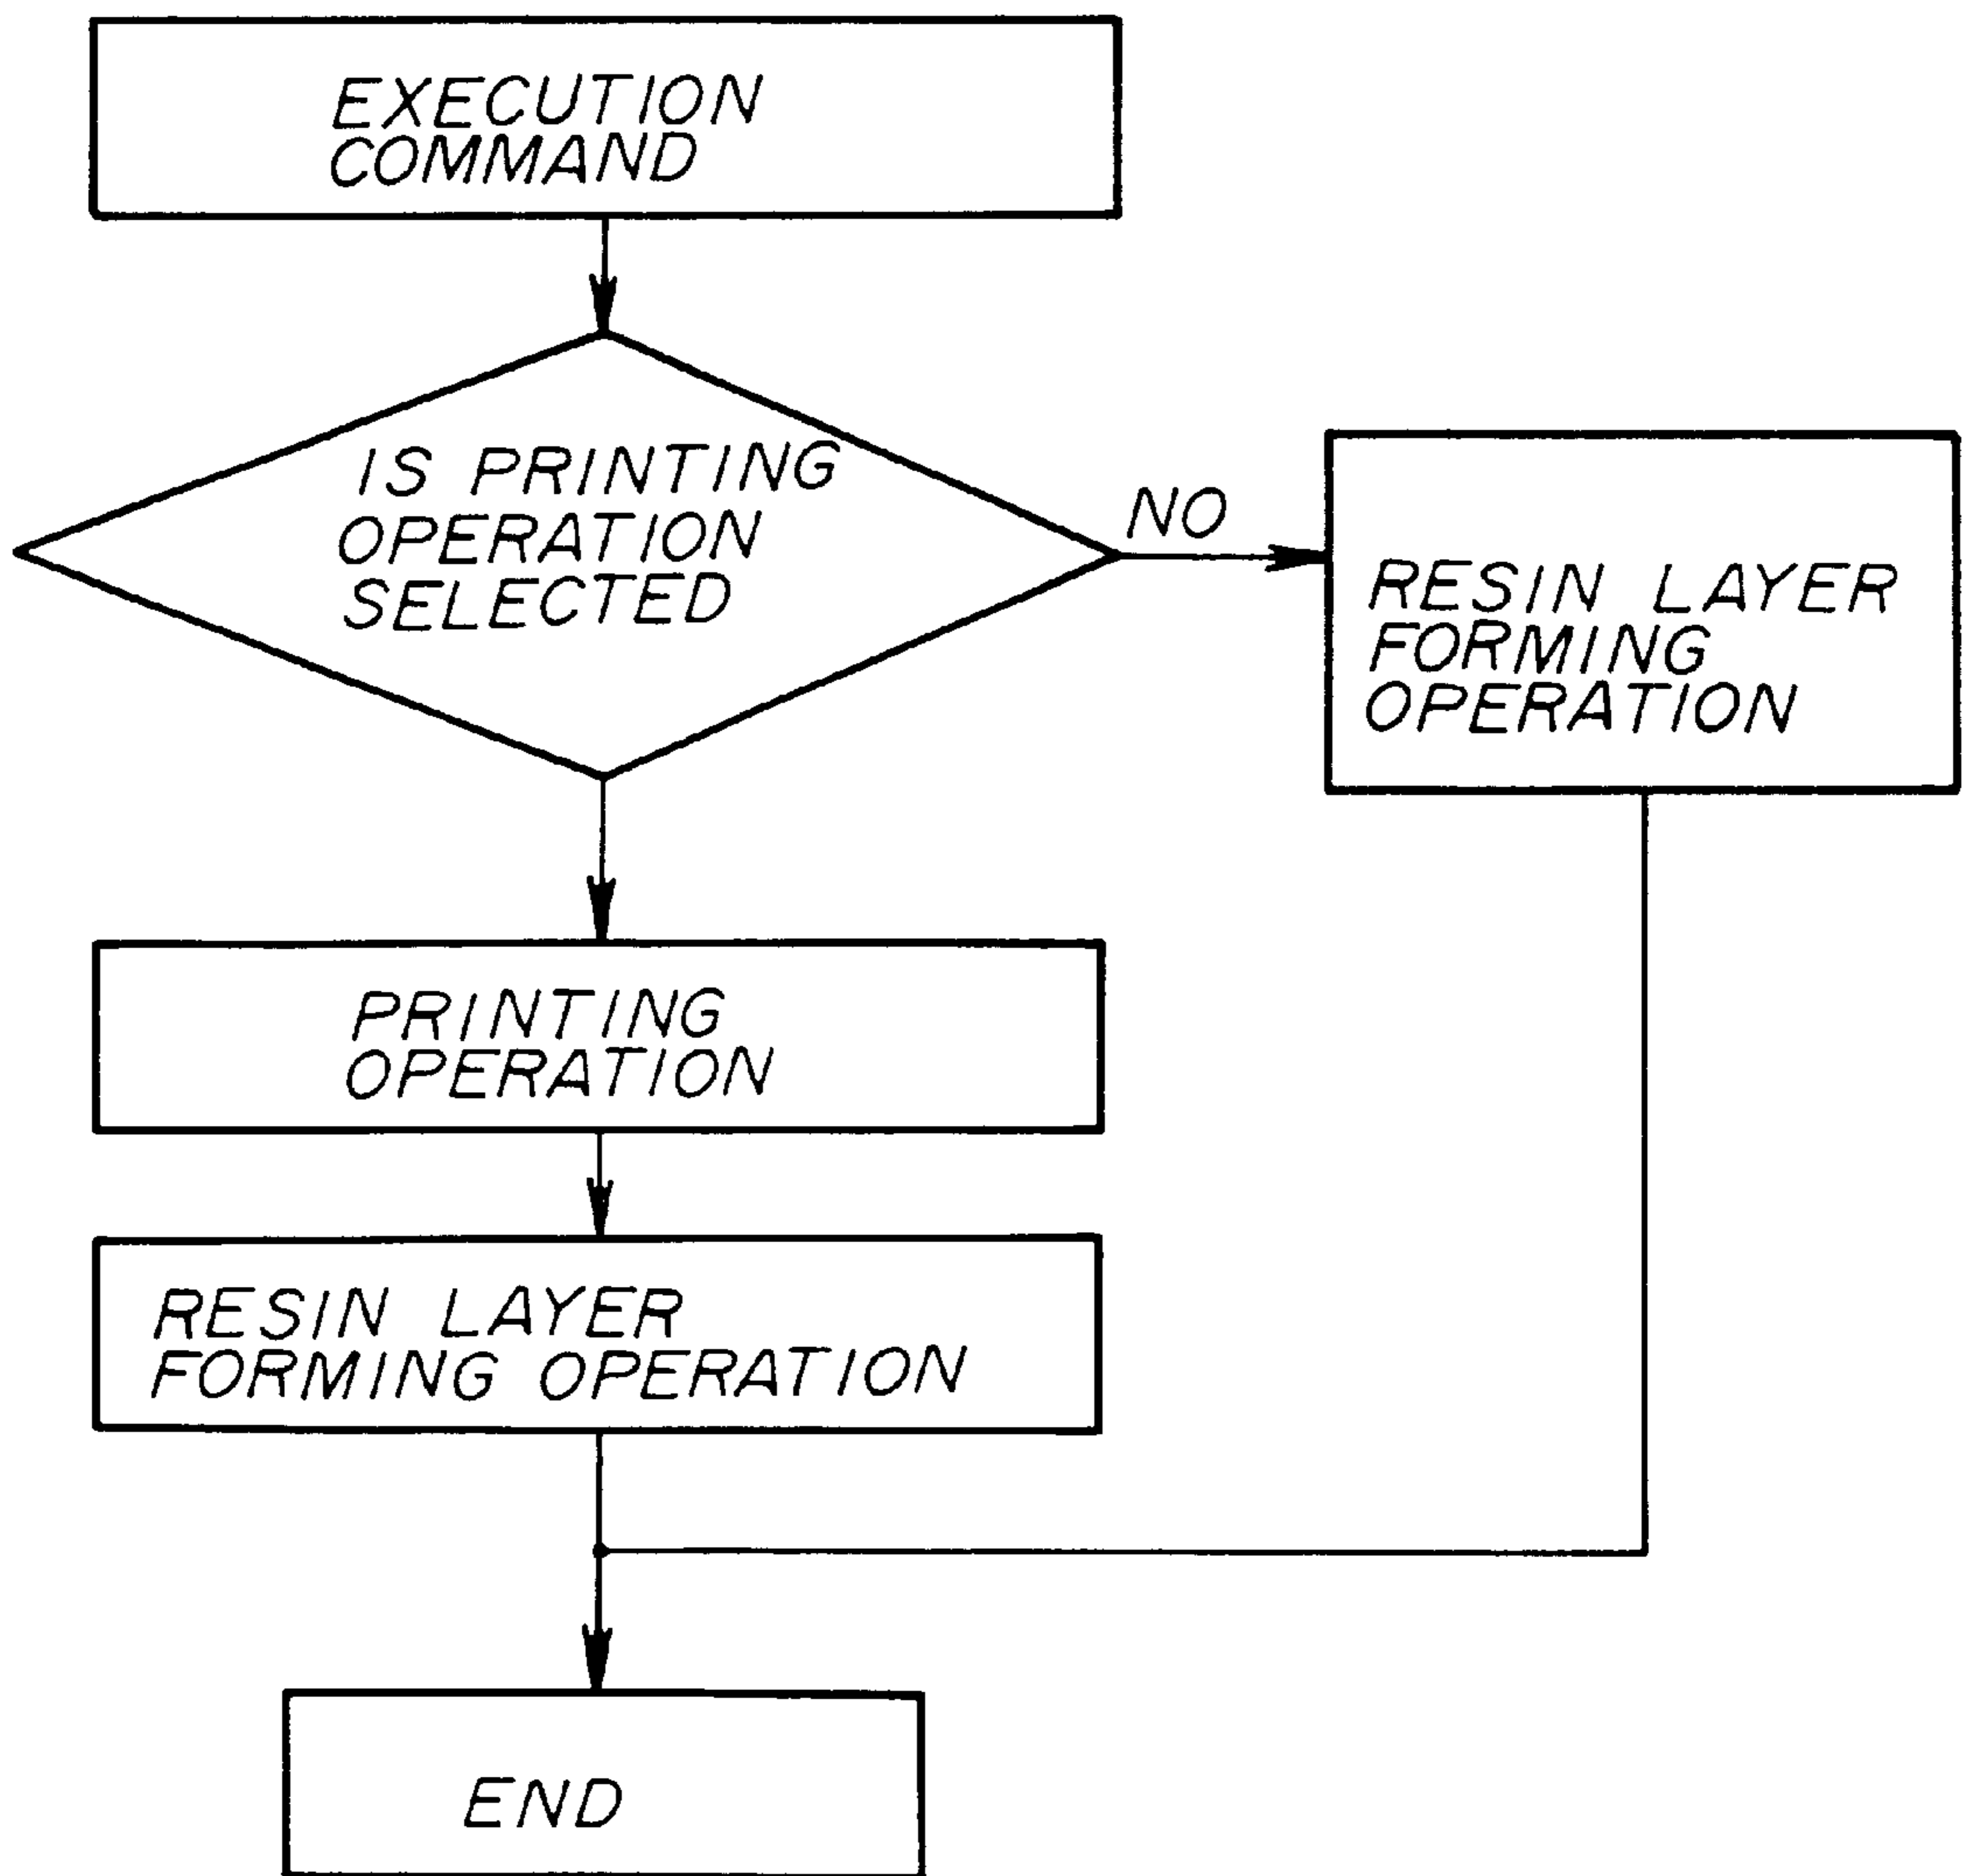 EXECUTION
COMMAND
IS PRINTING
OPERATION
SELECTED
NO
RESIN LAYER
FORMING
OPERATION
PRINTING
OPERATION
RESIN LAYER
FORMING OPERATION
END